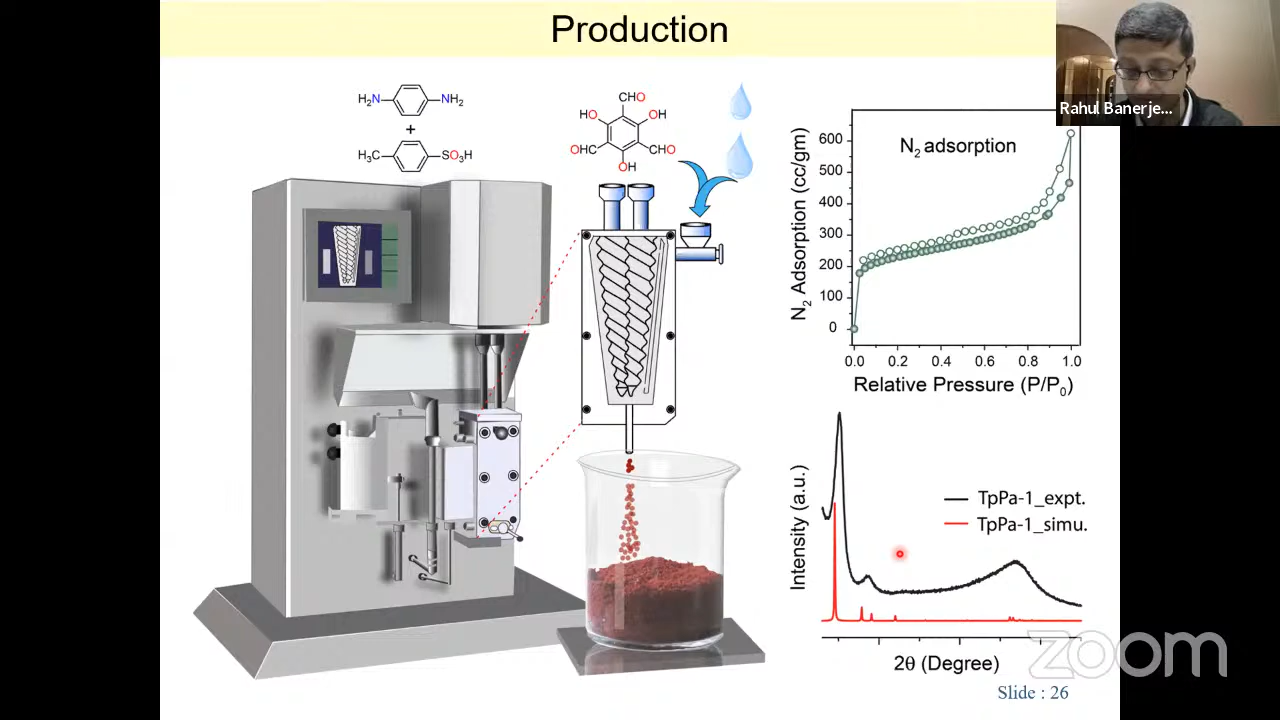 Production
Rahul Banerje...
H₂N
NH₂
+
H₃C
SO₃H
CHO
HO
OH
OHC
CHO
OH
N₂ adsorption
N₂ Adsorption (cc/gm)
600
500
400
300
200
100
0
0.0 0.2 0.4 0.6 0.8 1.0
Relative Pressure (P/P₀)
Intensity (a.u.)
TpPa-1_expt.
TpPa-1_simu.
2θ (Degree)
zoom
Slide : 26